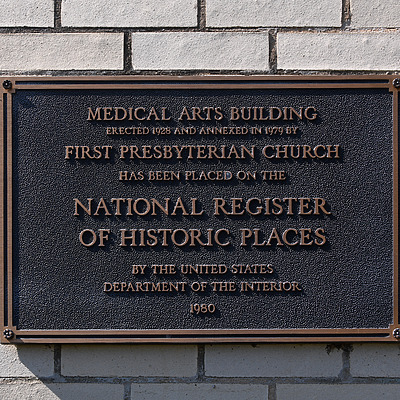 MEDICAL ARTS BUILDING
ERECTED 1928 AND ANNEXED IN 1979 BY
FIRST PRESBYTERIAN CHURCH
HAS BEEN PLACED ON THE
NATIONAL REGISTER
OF HISTORIC PLACES
BY THE UNITED STATES
DEPARTMENT OF THE INTERIOR
1980